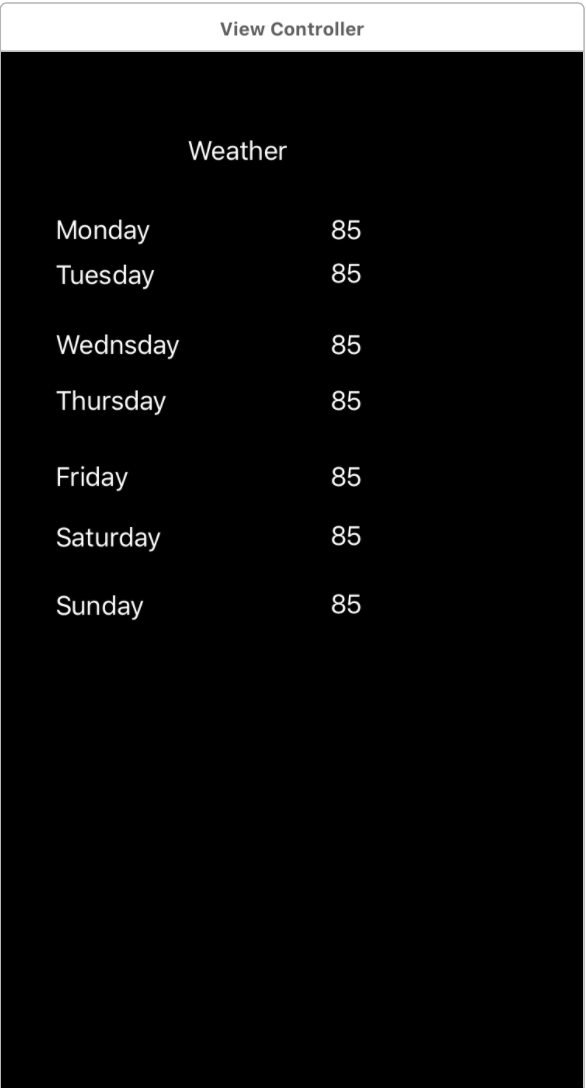 View Controller
Weather
Monday 85
Tuesday 85
Wednsday 85
Thursday 85
Friday 85
Saturday 85
Sunday 85